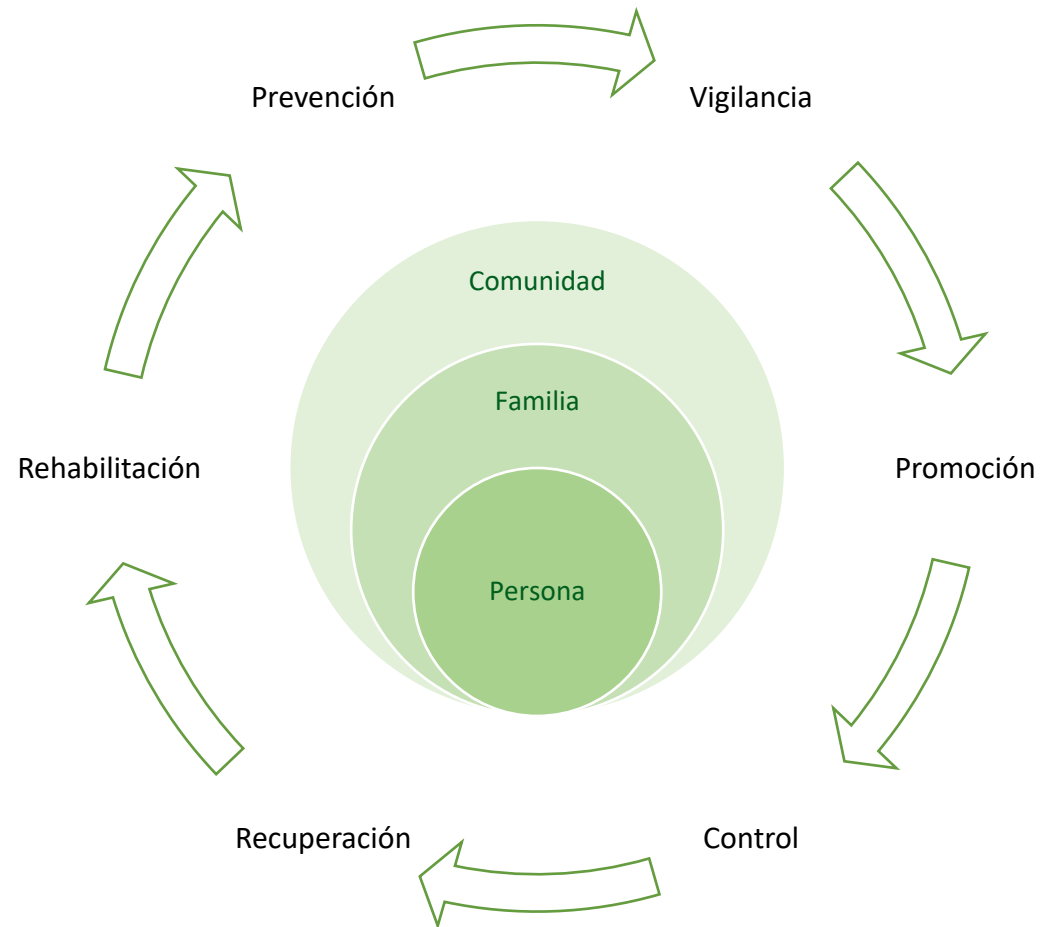 Prevención
Vigilancia
Comunidad
Familia
Rehabilitación
Promoción
Persona
Recuperación
Control